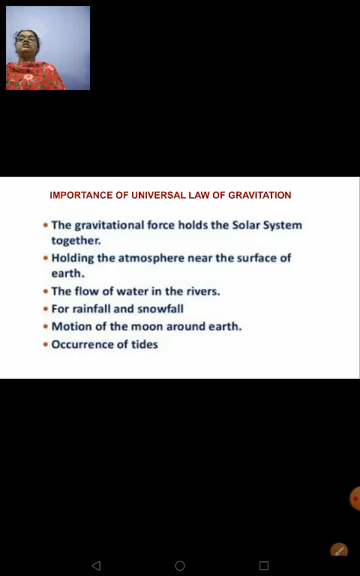 IMPORTANCE OF UNIVERSAL LAW OF GRAVITATION
• The gravitational force holds the Solar System
together.
• Holding the atmosphere near the surface of
earth.
• The flow of water in the rivers.
• For rainfall and snowfall
• Motion of the moon around earth.
• Occurrence of tides